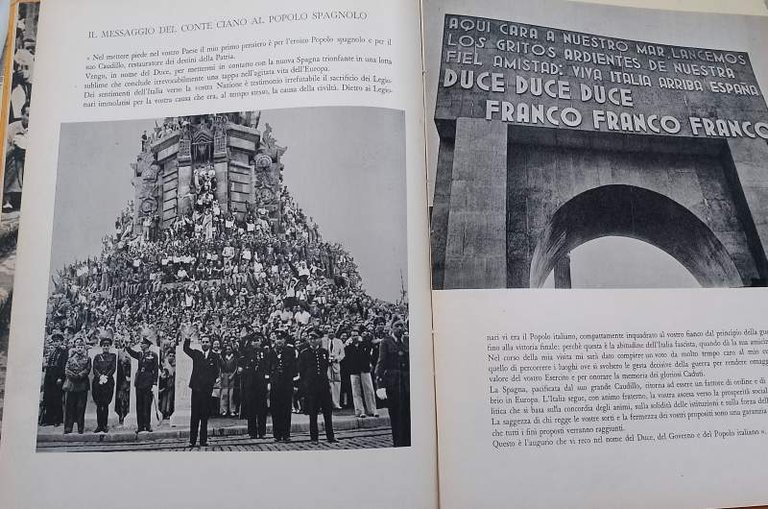 IL MESSAGGIO DEL CONTE CIANO AL POPOLO SPAGNOLO
« Nel mettere piede nel vostro Paese il mio primo pensiero è per l'eroico Popolo spagnolo e per il
suo Caudillo, restauratore dei destini della Patria.
Vengo, in nome del Duce, per mettermi in contatto con la nuova Spagna trionfante in una lotta
sublime che conclude irrevocabilmente una tappa nell'agitata vita dell'Europa.
Dei sentimenti dell'Italia verso la vostra Nazione è testimonio irrefutabile il sacrificio dei Legio-
nari immolatisi per la vostra causa che era, al tempo stesso, la causa della civiltà. Dietro ai Legio-
AQUI CARA A NUESTRO MAR LANCEMOS
LOS GRITOS ARDIENTES DE NUESTRA
FIEL AMISTAD: VIVA ITALIA ARRIBA ESPAÑA
DUCE DUCE DUCE
FRANCO FRANCO FRANCO
nari vi era il Popolo italiano, compattamente inquadrato al vostro fianco dal principio della
fino alla vittoria finale: perchè questa è l'abitudine dell'Italia fascista, quando dà la sua
Nel corso della mia visita mi sarà dato compiere un voto da molto tempo caro al mio
quello di percorrere i luoghi ove si svolsero le gesta decisive della guerra per rendere
valore del vostro Esercito e per onorare la memoria dei gloriosi Caduti.
La Spagna, pacificata dal suo grande Caudillo, ritorna ad essere un fattore di ordine e di
brio in Europa. L'Italia segue, con animo fraterno, la vostra ascesa verso la prosperità
litica che si basa sulla concordia degli animi, sulla solidità delle istituzioni e sulla forza
La saggezza di chi regge le vostre sorti e la fermezza dei vostri propositi sono una garanzia
che tutti i fini proposti verranno raggiunti.
Questo è l'augurio che vi reco nel nome del Duce, del Governo e del Popolo italiano ».